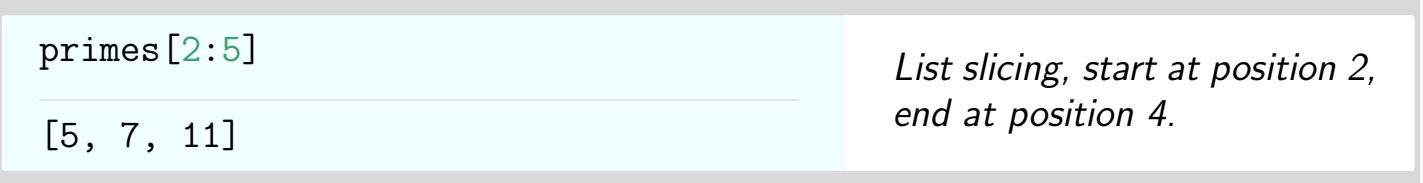 primes[2:5]
[5, 7, 11]
List slicing, start at position 2,
end at position 4.